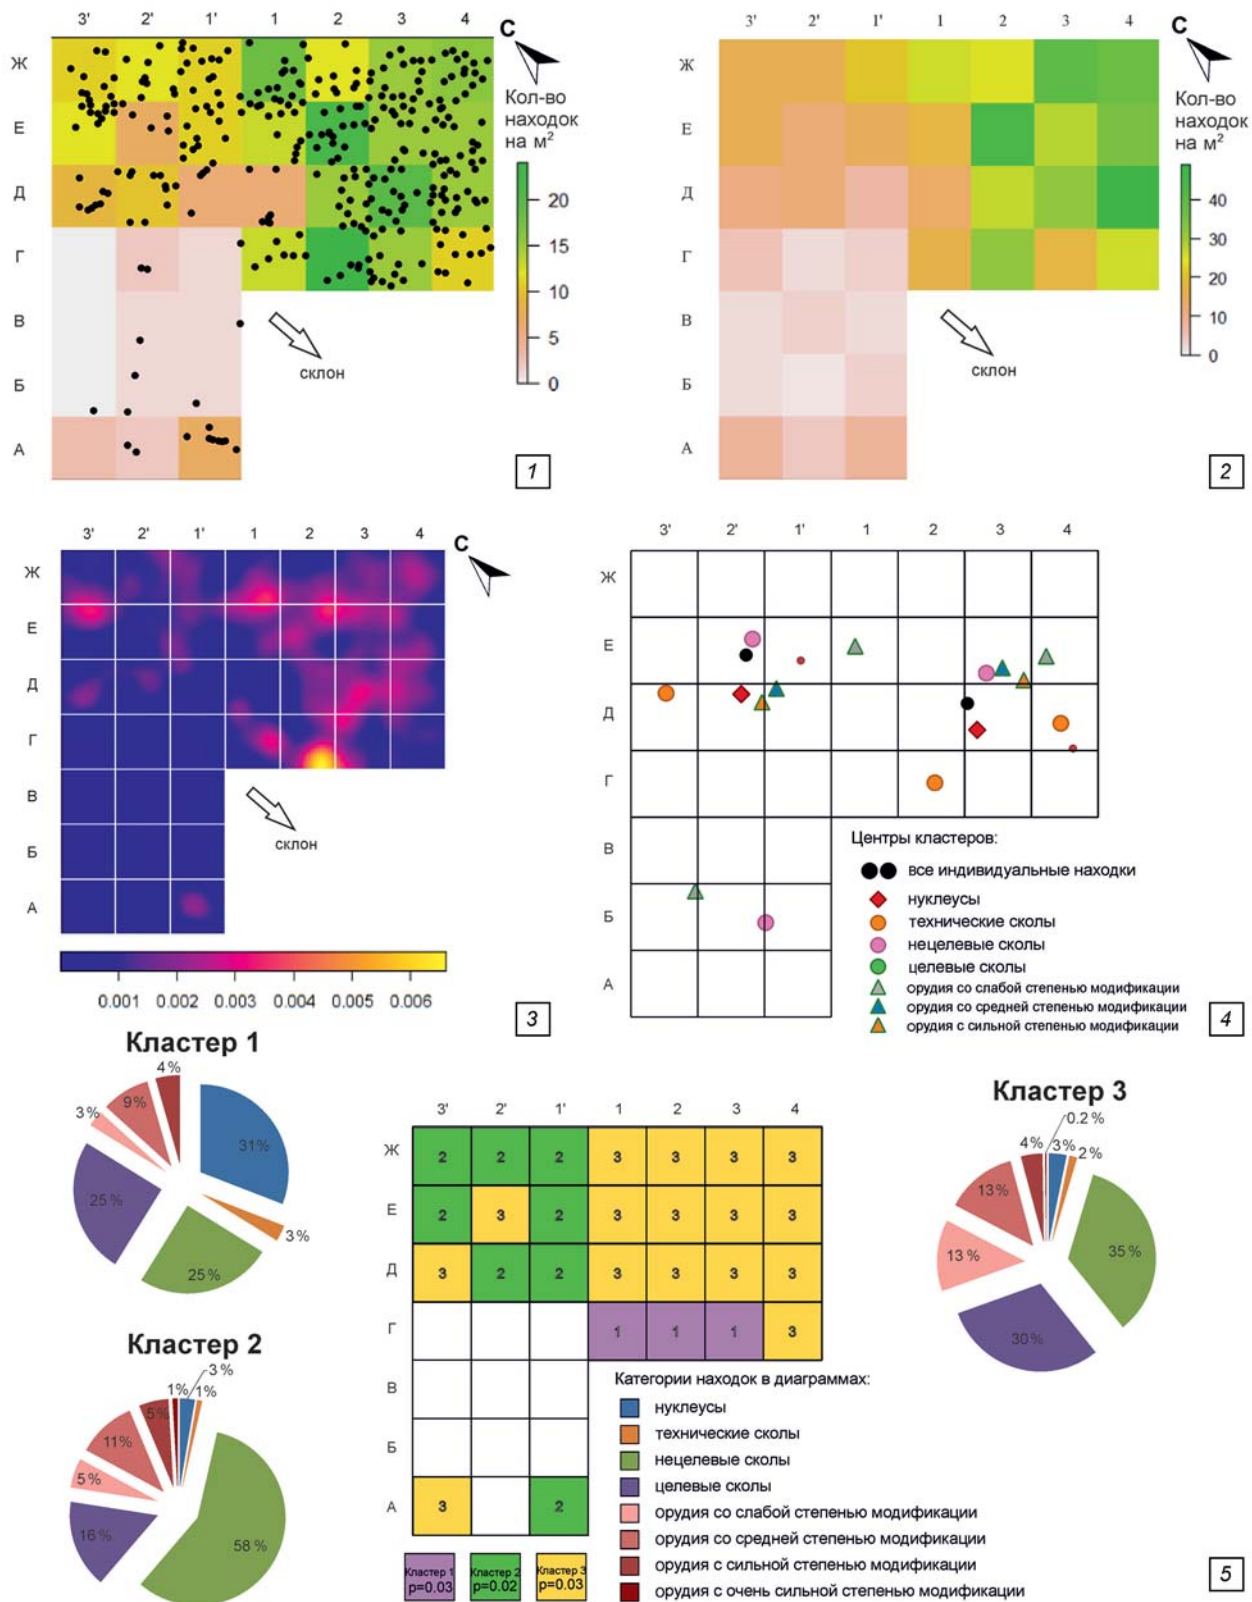 3' 2' 1' 1 2 3 4
С
Ж
Е
Д
Г
В
Б
А
Кол-во
находок
на м²
20
15
10
5
0
склон
1
3' 2' 1' 1 2 3 4
С
Ж
Е
Д
Г
В
Б
А
Кол-во
находок
на м²
40
30
20
10
0
склон
2
3' 2' 1' 1 2 3 4
С
Ж
Е
Д
Г
В
Б
А
склон
0.001 0.002 0.003 0.004 0.005 0.006
3
3' 2' 1' 1 2 3 4
Ж
Е
Д
Г
В
Б
А
Центры кластеров:
все индивидуальные находки
нуклеусы
технические сколы
нецелевые сколы
целевые сколы
орудия со слабой степенью модификации
орудия со средней степенью модификации
орудия с сильной степенью модификации
4
Кластер 1
4%
9%
3%
31%
25%
3%
25%
Кластер 2
3%
1%
1%
5%
11%
5%
16%
58%
3' 2' 1' 1 2 3 4
Ж 2 2 2 3 3 3 3
Е 2 3 2 3 3 3 3
Д 3 2 2 3 3 3 3
Г 1 1 1 3
В
Б
А 3 2
Кластер 1
p=0.03
Кластер 2
p=0.02
Кластер 3
p=0.03
Кластер 3
0.2%
4%
3%
2%
13%
13%
35%
30%
Категории находок в диаграммах:
нуклеусы
технические сколы
нецелевые сколы
целевые сколы
орудия со слабой степенью модификации
орудия со средней степенью модификации
орудия с сильной степенью модификации
орудия с очень сильной степенью модификации
5